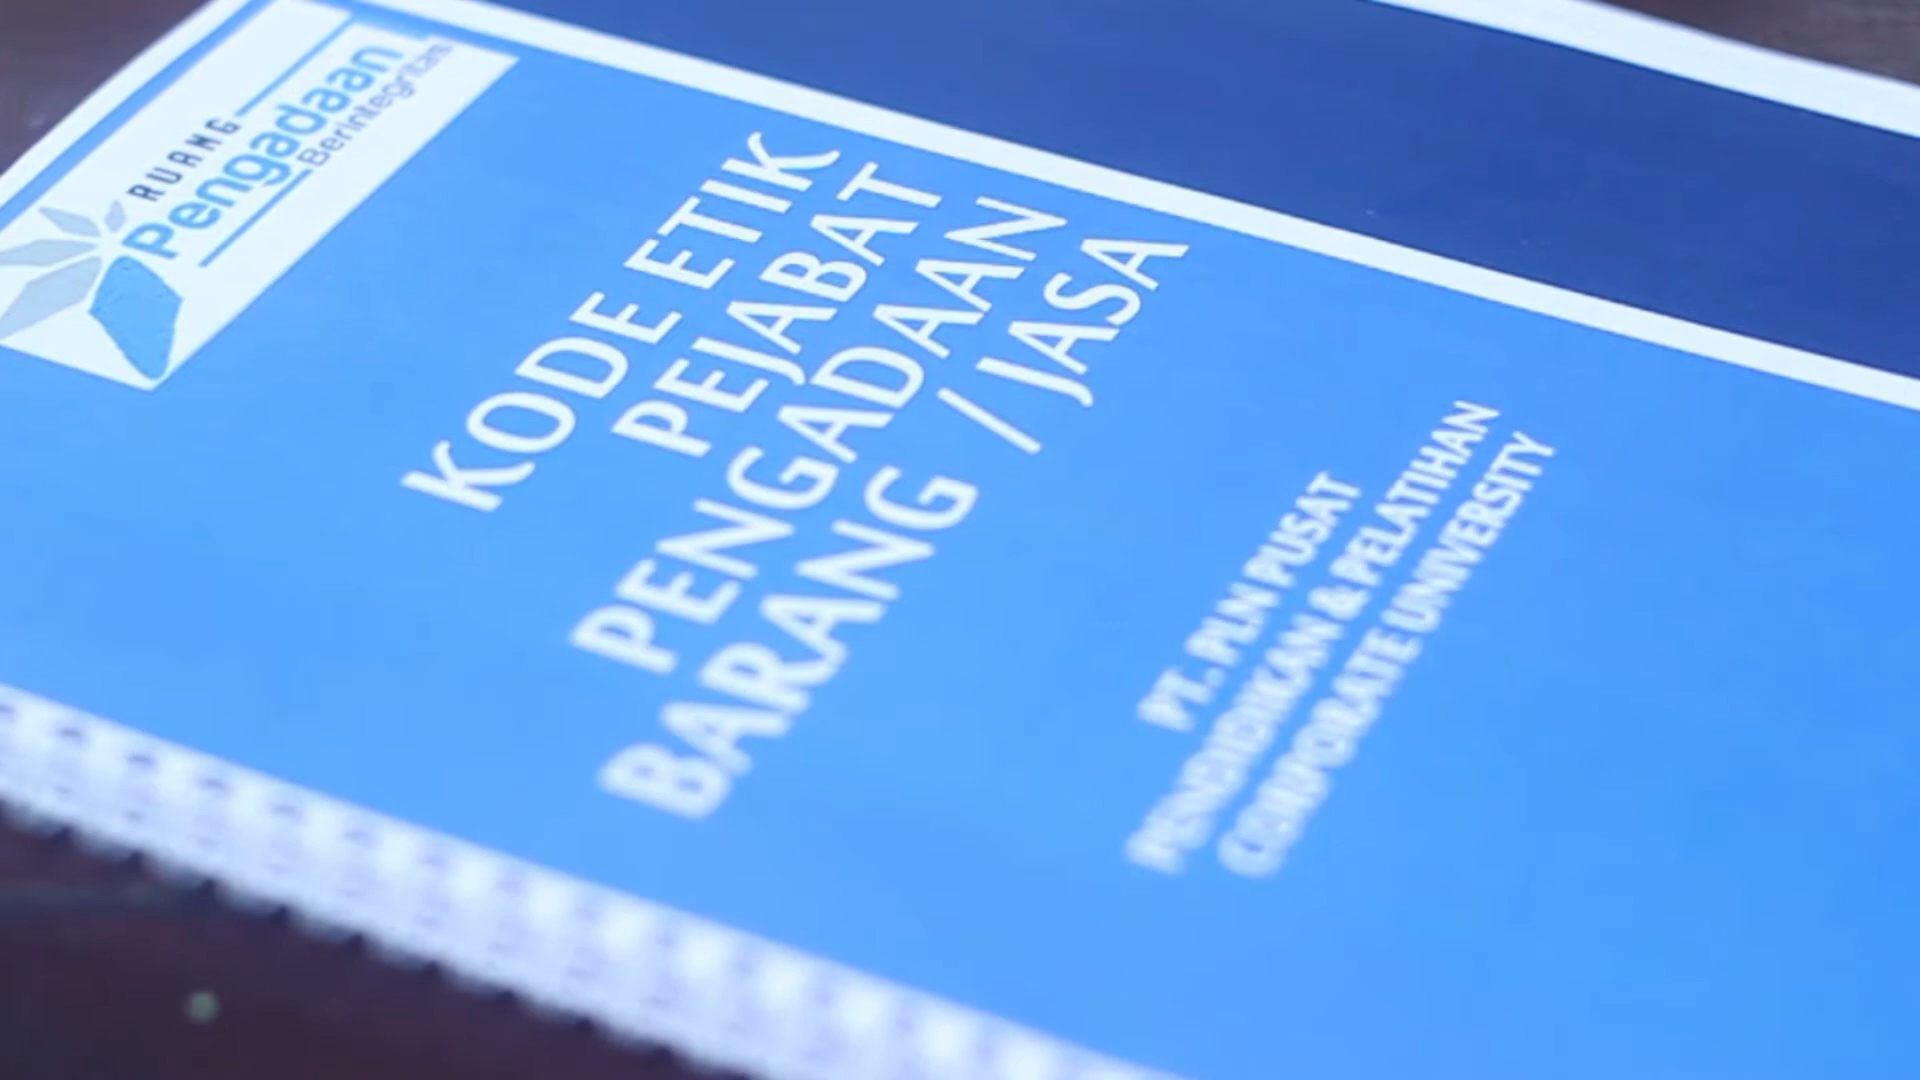 RUANG
Pengadaan
Berintegritas
KODE ETIK
PEJABAT
PENGADAAN
BARANG / JASA
PT. PLN PUSAT
PENDIDIKAN & PELATIHAN
CORPORATE UNIVERSITY